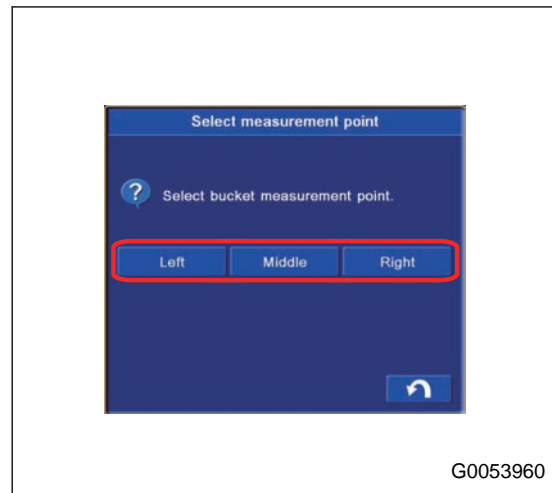 Select measurement point
Select bucket measurement point.
Left Middle Right
G0053960